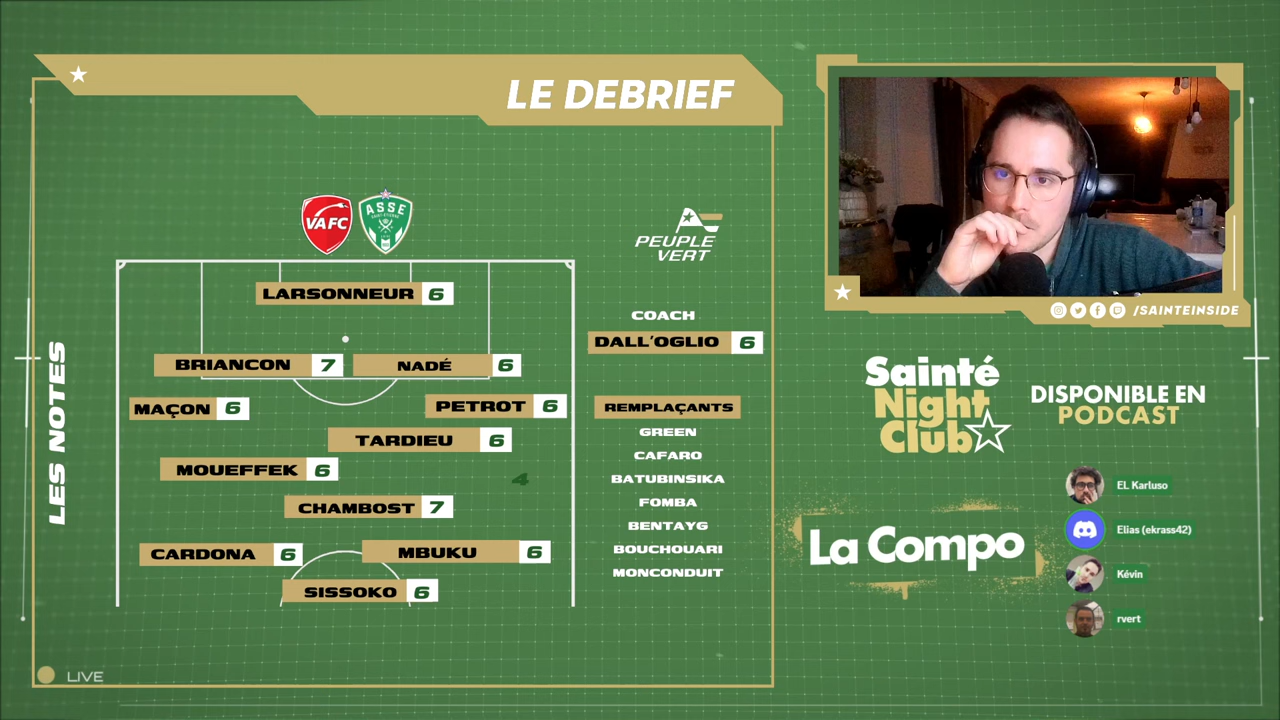 LE DEBRIEF
VAFC
ASSE
PEUPLE
VERT
LES NOTES
LARSONNEUR 6
BRIANCON 7
NADÉ 6
MAÇON 6
PETROT 6
TARDIEU 6
MOUEFFEK 6
4
CHAMBOST 7
CARDONA 6
MBUKU 6
SISSOKO 6
COACH
DALL'OGLIO 6
REMPLAÇANTS
GREEN
CAFARO
BATUBINSIKA
FOMBA
BENTAYG
BOUCHOUARI
MONCONDUIT
LIVE
/SAINTEINSIDE
Sainté
Night
Club
DISPONIBLE EN
PODCAST
La Compo
EL Karluso
Elias (ekrass42)
Kévin
rvert